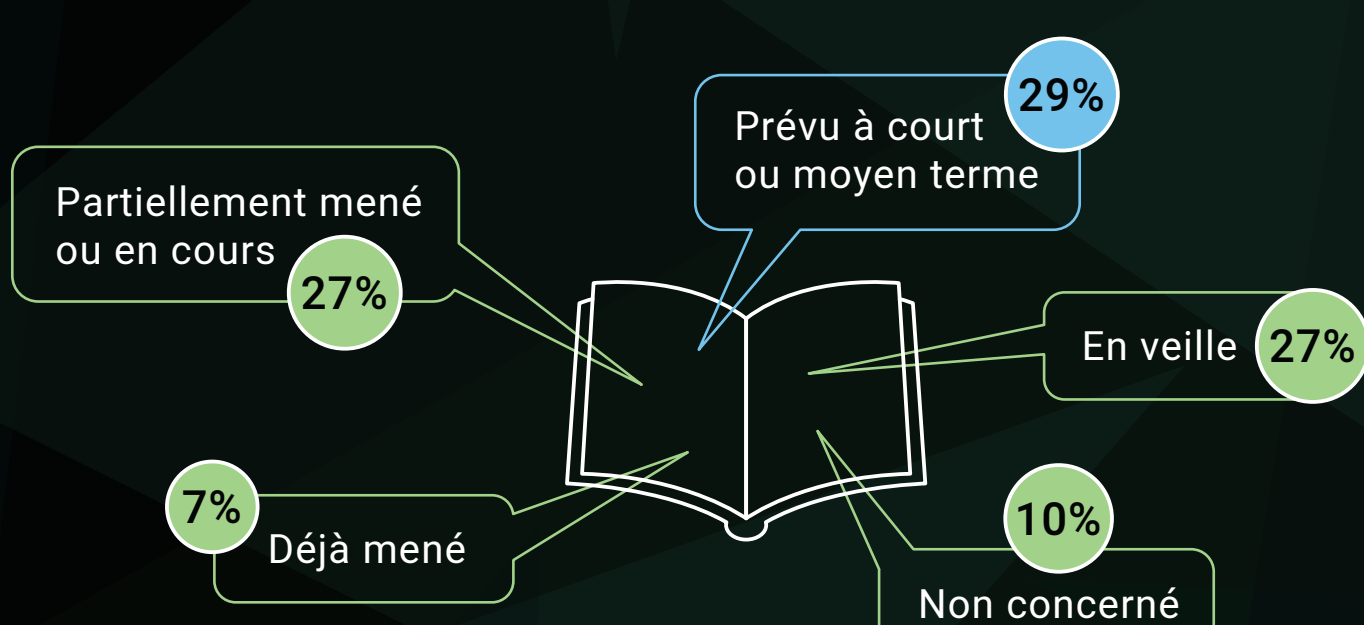 29%
Prévu à court
ou moyen terme
Partiellement mené
ou en cours
27%
En veille
27%
7%
Déjà mené
10%
Non concerné